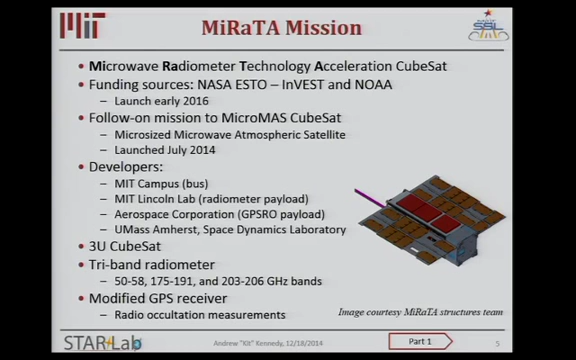 MiT
MiRaTA Mission
SSL
• Microwave Radiometer Technology Acceleration CubeSat
• Funding sources: NASA ESTO – InVEST and NOAA
– Launch early 2016
• Follow-on mission to MicroMAS CubeSat
– Microsized Microwave Atmospheric Satellite
– Launched July 2014
• Developers:
– MIT Campus (bus)
– MIT Lincoln Lab (radiometer payload)
– Aerospace Corporation (GPSRO payload)
– UMass Amherst, Space Dynamics Laboratory
• 3U CubeSat
• Tri-band radiometer
– 50-58, 175-191, and 203-206 GHz bands
• Modified GPS receiver
– Radio occultation measurements
Image courtesy MiRaTA structures team
STAR Lab
Andrew "Kit" Kennedy, 12/18/2014
Part 1
5